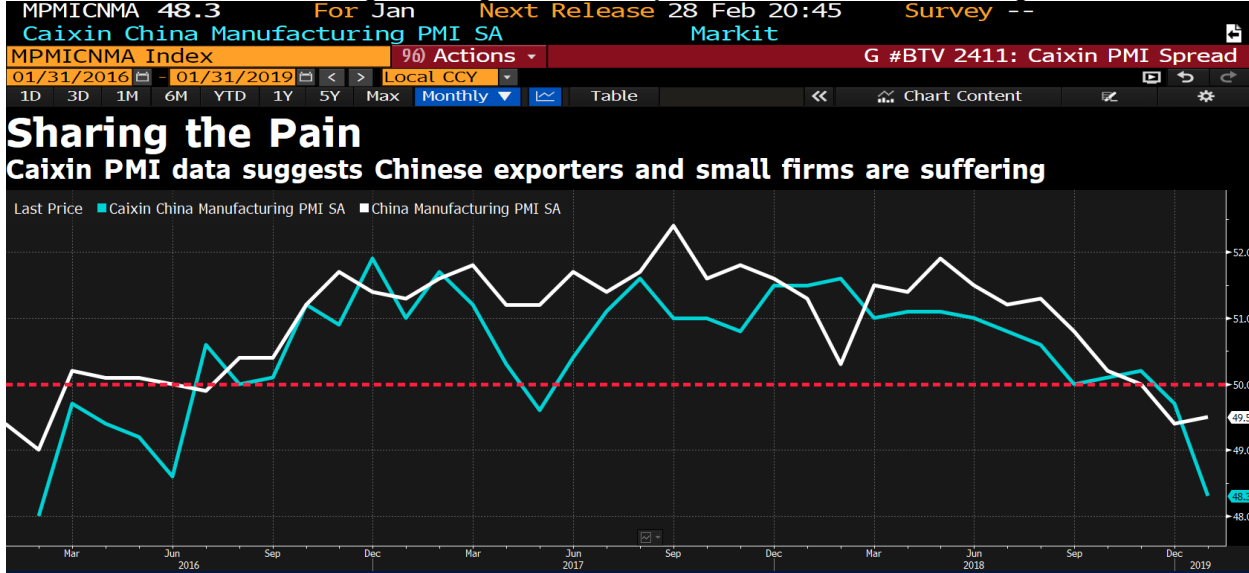 MPMICNMA 48.3 For Jan Next Release 28 Feb 20:45 Survey --
Caixin China Manufacturing PMI SA Markit
MPMICNMA Index 96) Actions G #BTV 2411: Caixin PMI Spread
01/31/2016 - 01/31/2019 < > Local CCY
1D 3D 1M 6M YTD 1Y 5Y Max Monthly ▼ Table « Chart Content
Sharing the Pain
Caixin PMI data suggests Chinese exporters and small firms are suffering
Last Price Caixin China Manufacturing PMI SA China Manufacturing PMI SA
52.0
51.0
50.0
49.5
49.0
48.3
48.0
Mar Jun Sep Dec Mar Jun Sep Dec Mar Jun Sep Dec
2016 2017 2018 2019